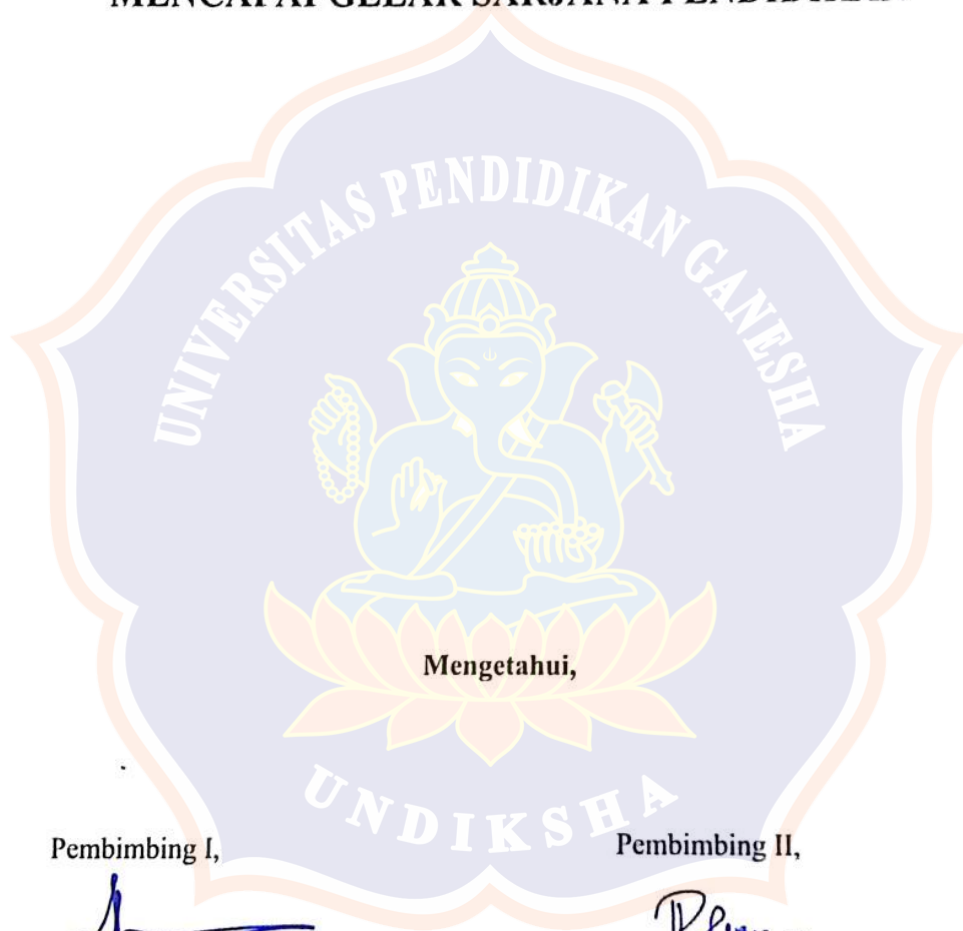 MENCAPAI GELAR SARJANA PENDIDIKAN
UNIVERSITAS PENDIDIKAN GANESHA
Mengetahui,
UNDIKSHA
Pembimbing I,
Pembimbing II,